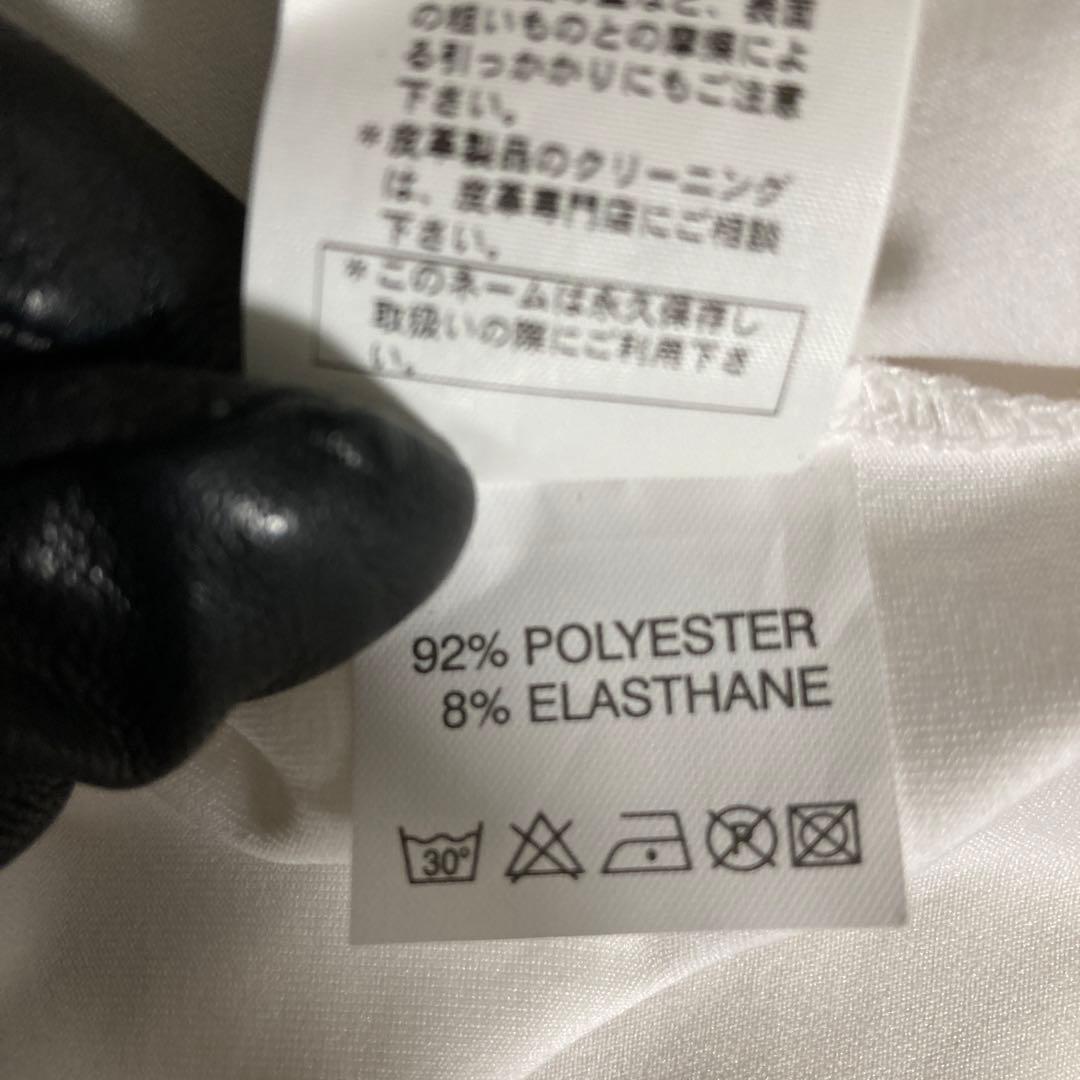 表面
の粗いものとの摩擦によ
る引っかかりにもご注意
下さい。
*皮革製品のクリーニング
は、皮革専門店にご相談
下さい。
*このネームは永久保存し
取扱いの際にご利用下さ
い。
92% POLYESTER
8% ELASTHANE
30°
P